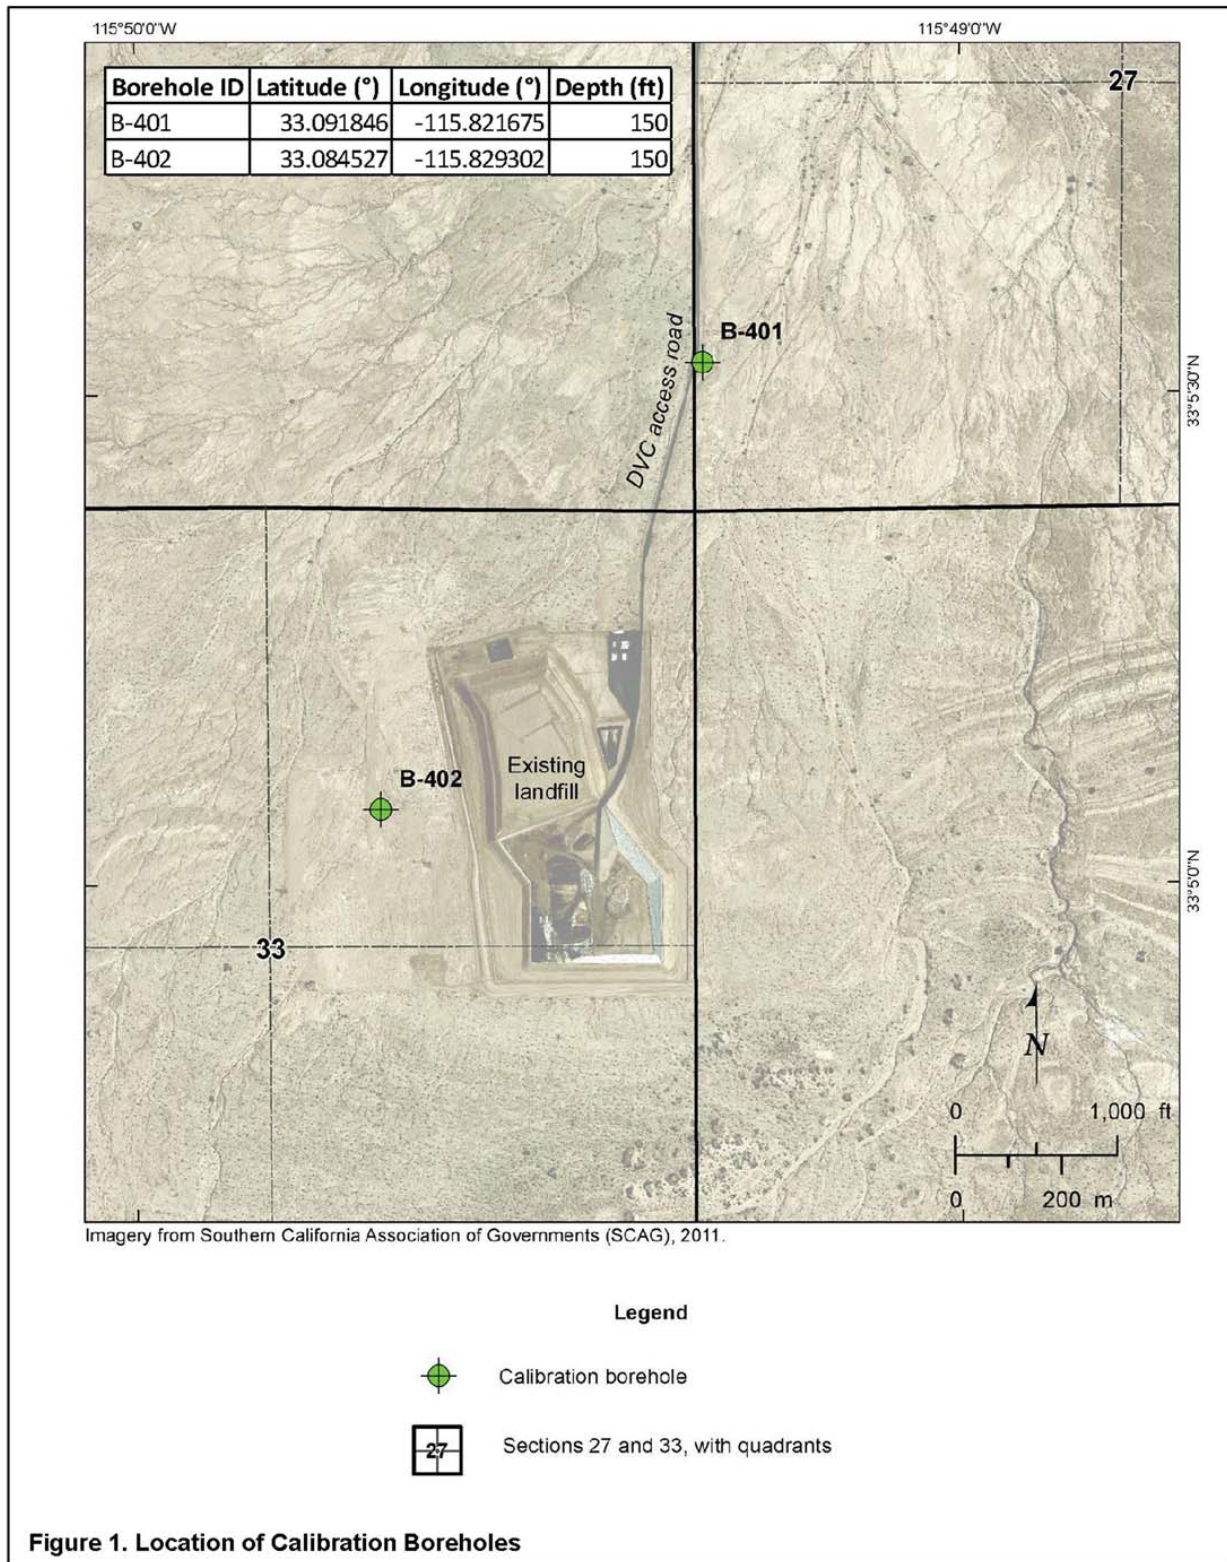 115°50'0"W
115°49'0"W
Borehole ID Latitude (°) Longitude (°) Depth (ft)
B-401 33.091846 -115.821675 150
B-402 33.084527 -115.829302 150
27
B-401
DVC access road
33°5'30"N
B-402
Existing
landfill
33°5'0"N
33
N
0 1,000 ft
0 200 m
Imagery from Southern California Association of Governments (SCAG), 2011.
Legend
Calibration borehole
27
Sections 27 and 33, with quadrants
Figure 1. Location of Calibration Boreholes